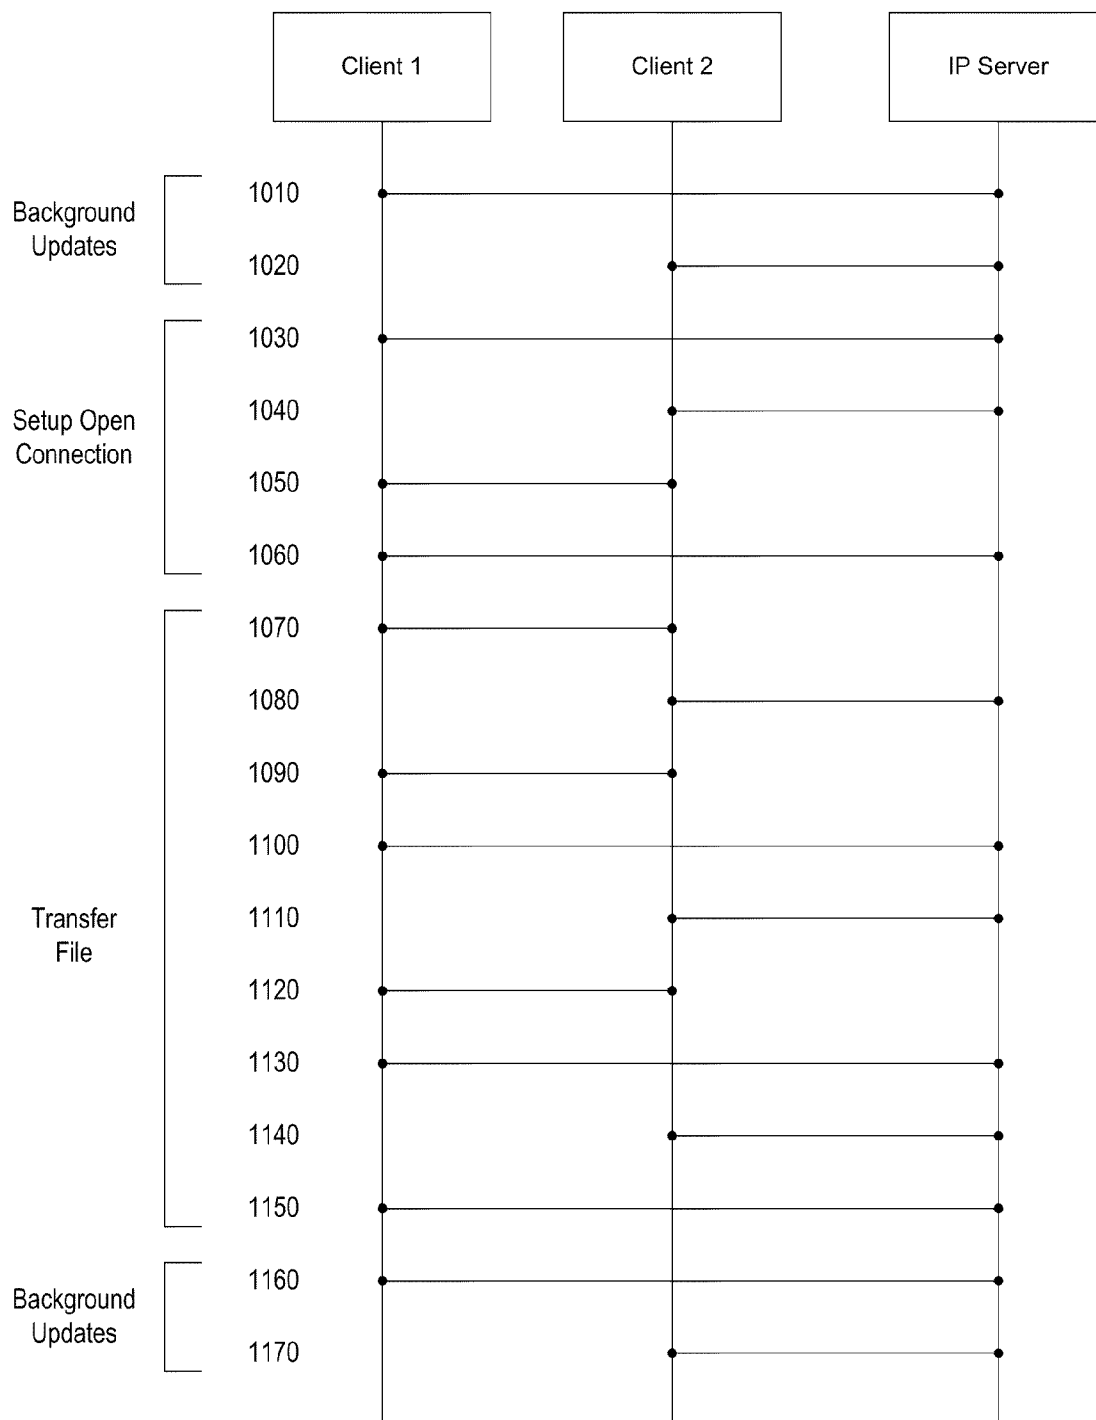 Client 1
Client 2
IP Server
Background
Updates
1010
1020
Setup Open
Connection
1030
1040
1050
1060
Transfer
File
1070
1080
1090
1100
1110
1120
1130
1140
1150
Background
Updates
1160
1170